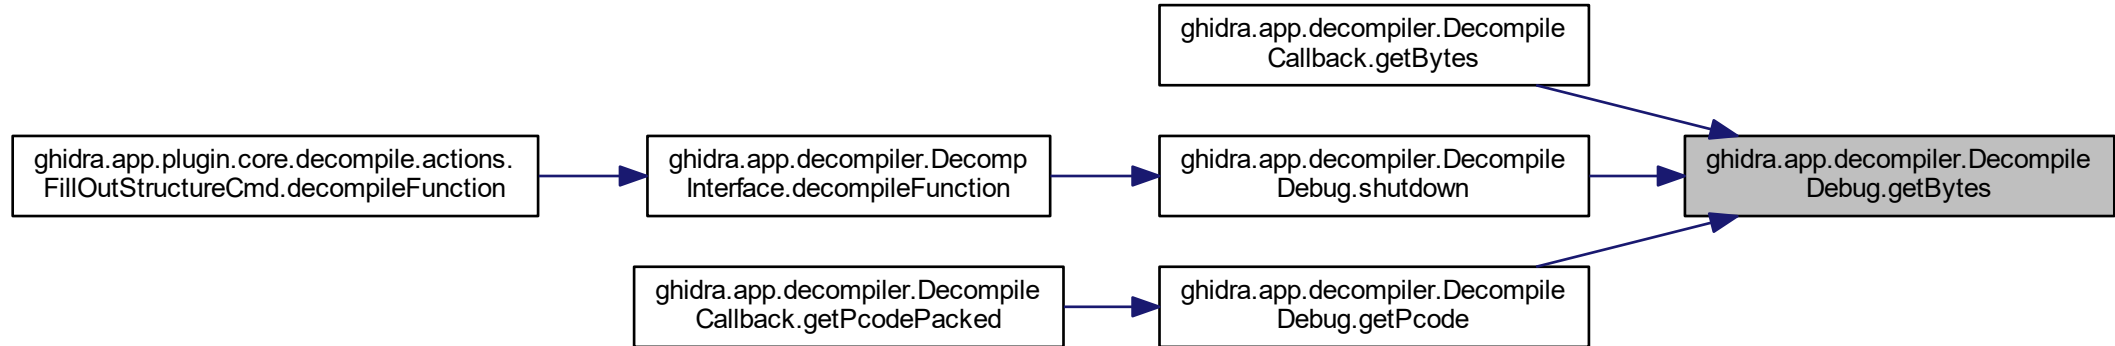 ghidra.app.decompiler.Decompile
Callback.getBytes
ghidra.app.plugin.core.decompile.actions.
FillOutStructureCmd.decompileFunction
ghidra.app.decompiler.Decomp
Interface.decompileFunction
ghidra.app.decompiler.Decompile
Debug.shutdown
ghidra.app.decompiler.Decompile
Debug.getBytes
ghidra.app.decompiler.Decompile
Callback.getPcodePacked
ghidra.app.decompiler.Decompile
Debug.getPcode